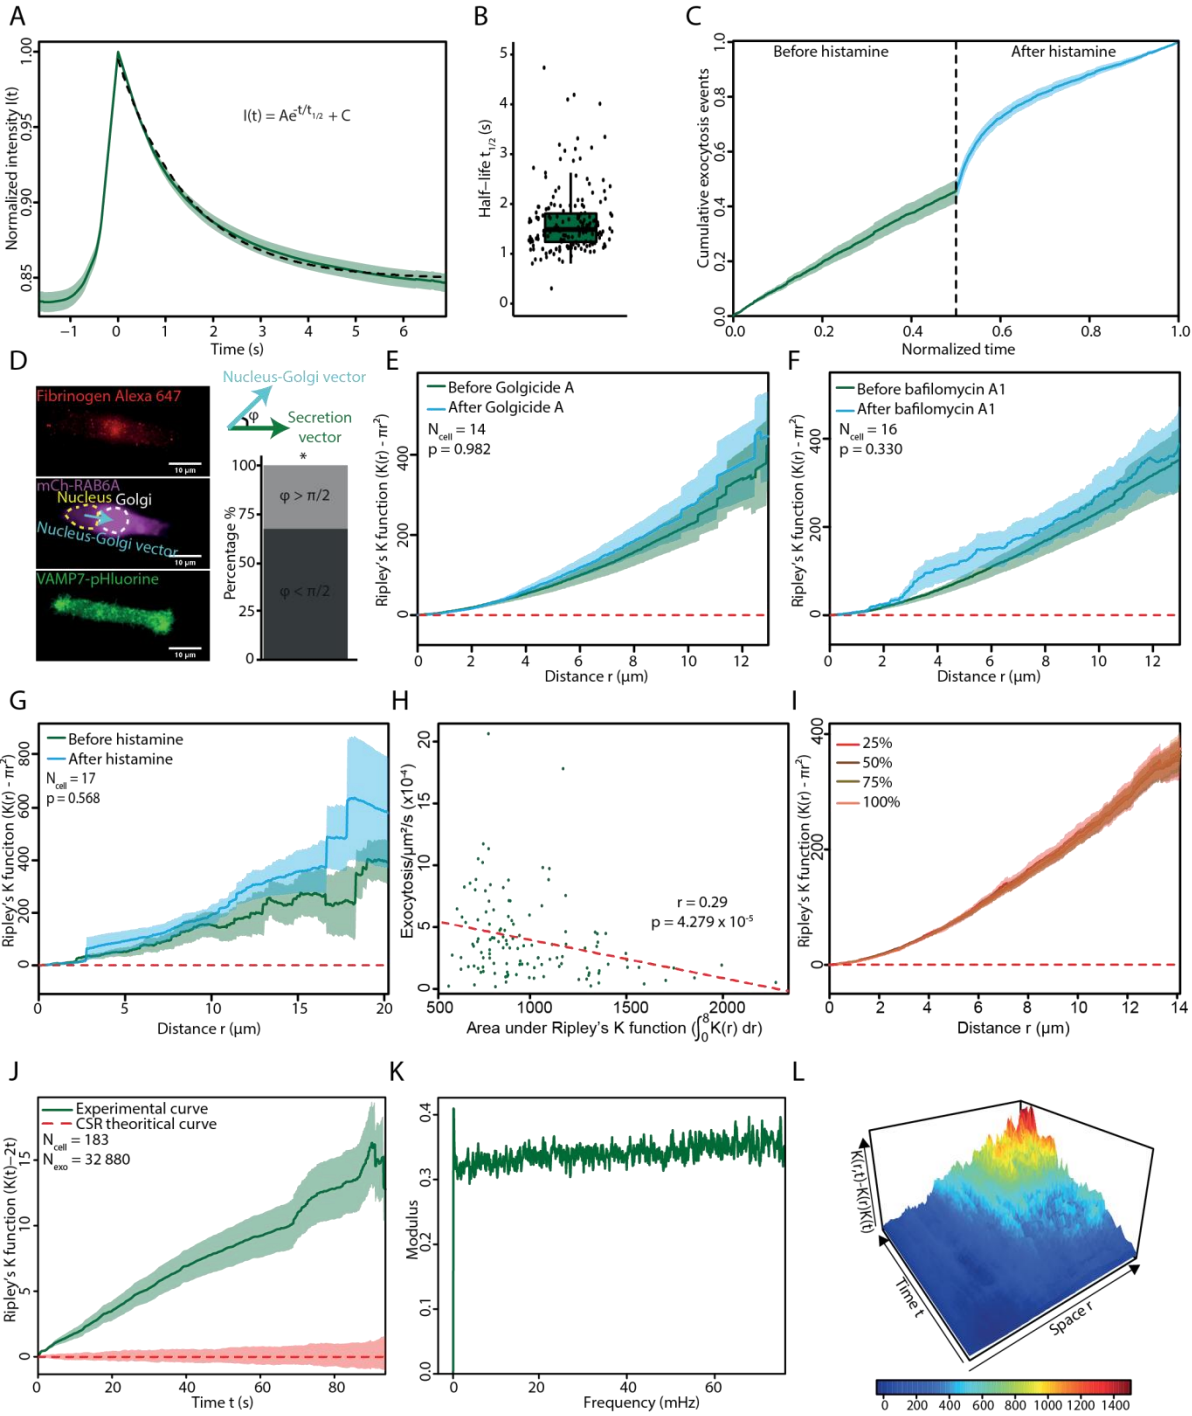 A
Normalized intensity I(t)
1.00
0.95
0.90
0.85
I(t) = Ae^-t/t1/2 + C
−1 0 1 2 3 4 5 6
Time (s)
B
Half−life t1/2 (s)
5
4
3
2
1
0
C
Cumulative exocytosis events
1.0
0.8
0.6
0.4
0.2
0.0
Before histamine
After histamine
0.0 0.2 0.4 0.6 0.8 1.0
Normalized time
D
Fibrinogen Alexa 647
10 µm
mCh-RAB6A
Nucleus Golgi
Nucleus-Golgi vector
10 µm
VAMP7-pHluorine
10 µm
Nucleus-Golgi vector
φ
Secretion
vector
*
Percentage %
100
75
50
25
0
φ > π/2
φ < π/2
E
Ripley's K function (K(r) - πr²)
Before Golgicide A
After Golgicide A
Ncell = 14
p = 0.982
400
200
0
0 2 4 6 8 10 12
Distance r (µm)
F
Ripley's K function (K(r) - πr²)
Before bafilomycin A1
After bafilomycin A1
Ncell = 16
p = 0.330
400
200
0
0 2 4 6 8 10 12
Distance r (µm)
G
Ripley's K funciton (K(r) - πr²)
Before histamine
After histamine
Ncell = 17
p = 0.568
800
600
400
200
0
0 5 10 15 20
Distance r (µm)
H
Exocytosis/µm²/s (x10⁻⁴)
20
15
10
5
0
r = 0.29
p = 4.279 x 10⁻⁵
500 1000 1500 2000
Area under Ripley's K function (∫₀⁸K(r) dr)
I
Ripley's K function (K(r) - πr²)
25%
50%
75%
100%
400
200
0
0 2 4 6 8 10 12 14
Distance r (µm)
J
Ripley's K function (K(t)−2t)
Experimental curve
CSR theoritical curve
Ncell = 183
Nexo = 32 880
15
10
5
0
0 20 40 60 80
Time t (s)
K
Modulus
0.4
0.3
0.2
0.1
0.0
0 20 40 60
Frequency (mHz)
L
K(r,t)-K(r)K(t)
Time t
Space r
0 200 400 600 800 1000 1200 1400